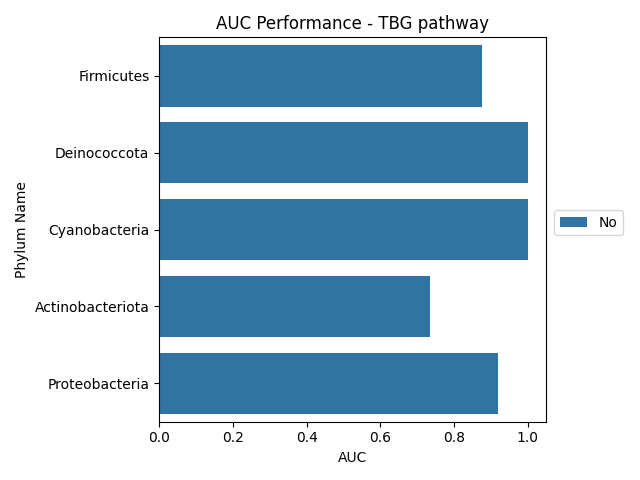 AUC Performance - TBG pathway
Phylum Name
Firmicutes
Deinococcota
Cyanobacteria
Actinobacteriota
Proteobacteria
0.0 0.2 0.4 0.6 0.8 1.0
AUC
No